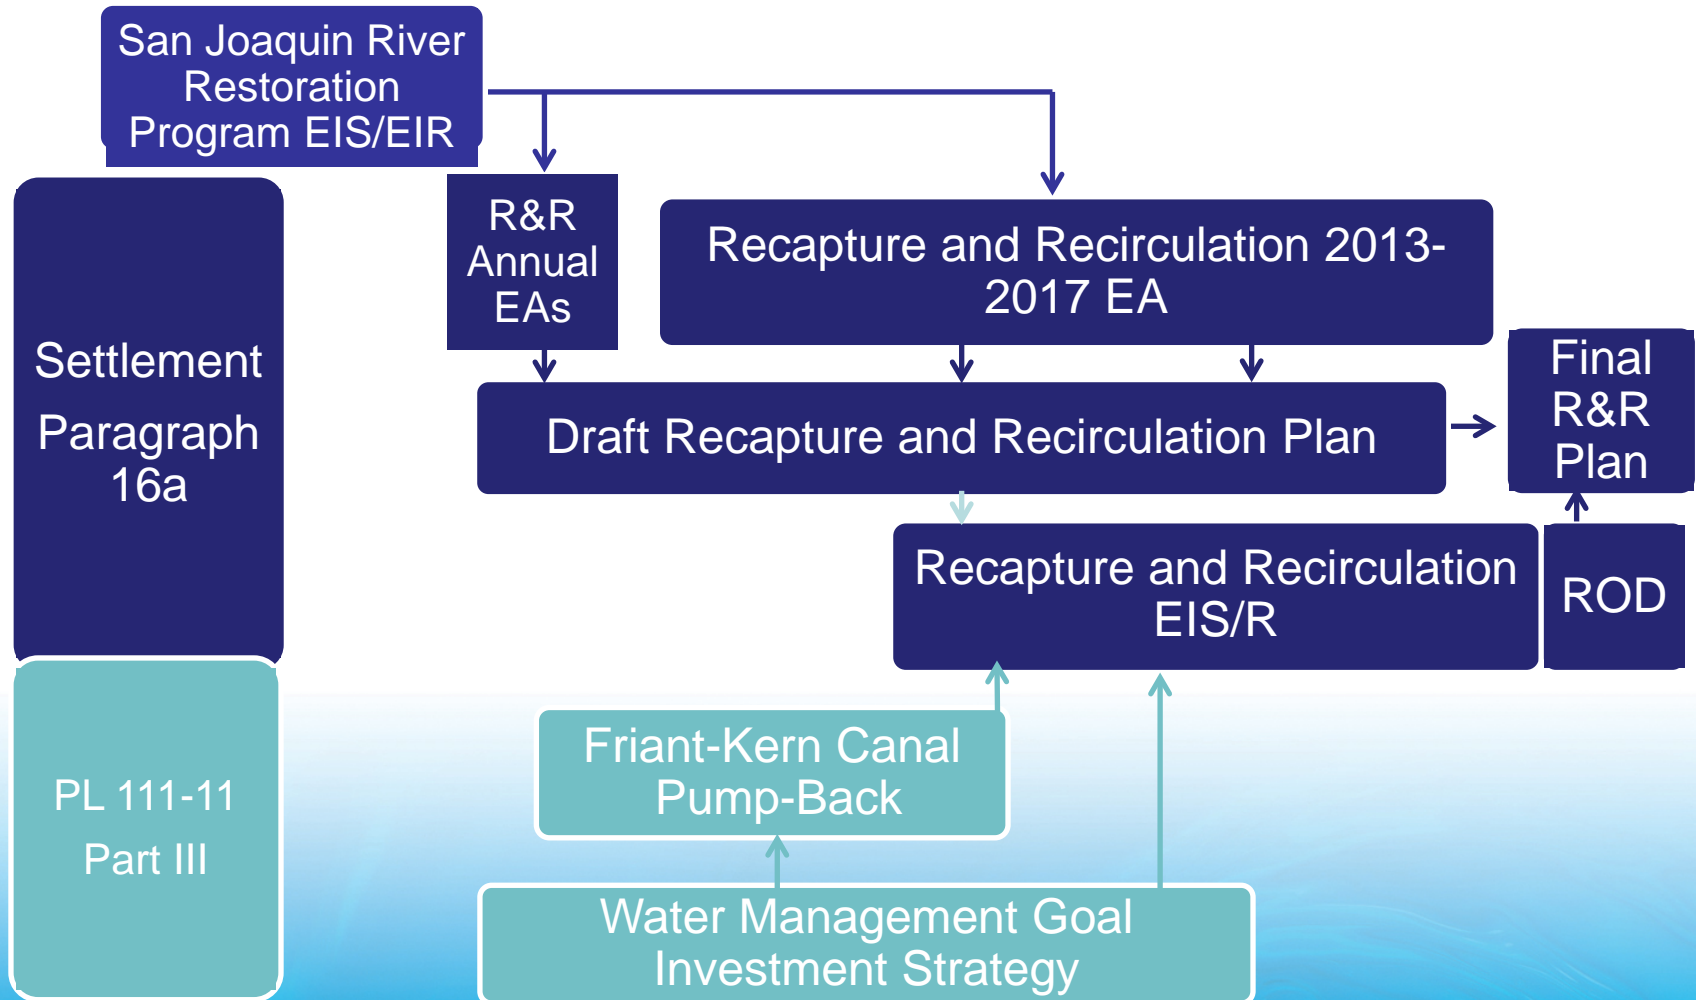 San Joaquin River
Restoration
Program EIS/EIR
Settlement
Paragraph
16a
R&R
Annual
EAs
Recapture and Recirculation 2013-
2017 EA
Draft Recapture and Recirculation Plan
Final
R&R
Plan
Recapture and Recirculation
EIS/R
ROD
PL 111-11
Part III
Friant-Kern Canal
Pump-Back
Water Management Goal
Investment Strategy